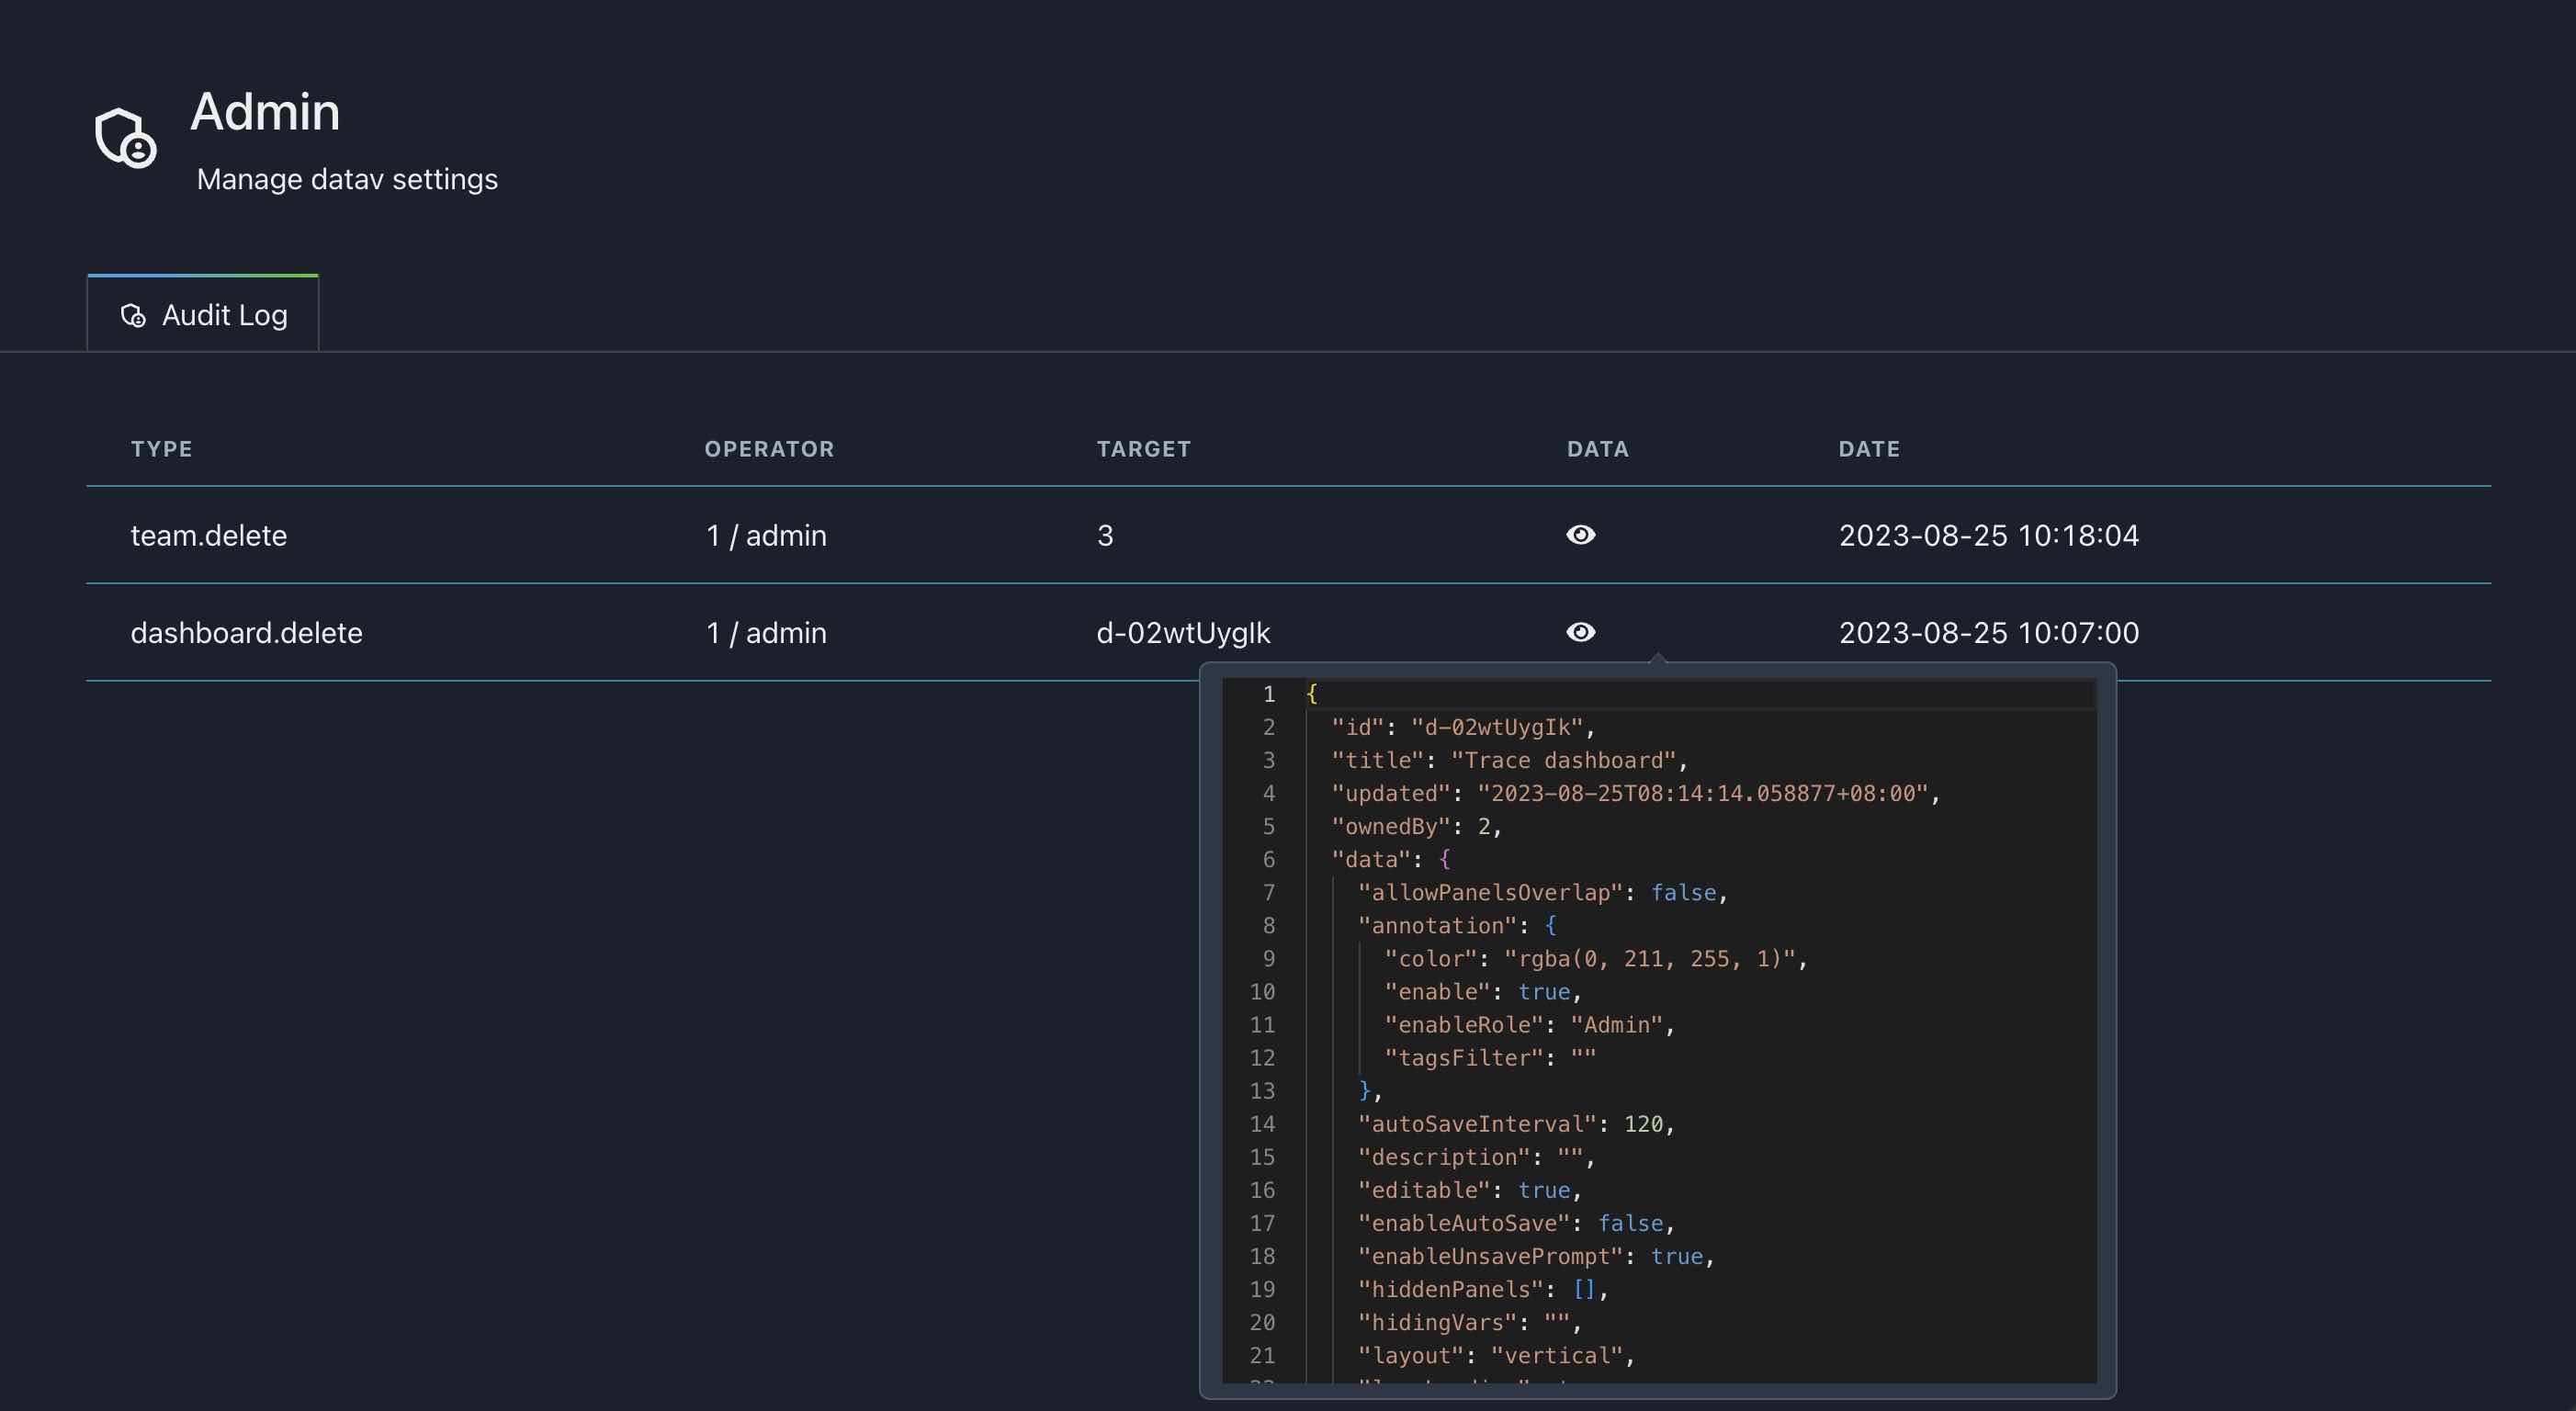 Admin
Manage datav settings
Audit Log
TYPE OPERATOR TARGET DATA DATE
team.delete 1 / admin 3 2023-08-25 10:18:04
dashboard.delete 1 / admin d-02wtUygIk 2023-08-25 10:07:00
1 {
2 "id": "d-02wtUygIk",
3 "title": "Trace dashboard",
4 "updated": "2023-08-25T08:14:14.058877+08:00",
5 "ownedBy": 2,
6 "data": {
7 "allowPanelsOverlap": false,
8 "annotation": {
9 "color": "rgba(0, 211, 255, 1)",
10 "enable": true,
11 "enableRole": "Admin",
12 "tagsFilter": ""
13 },
14 "autoSaveInterval": 120,
15 "description": "",
16 "editable": true,
17 "enableAutoSave": false,
18 "enableUnsavePrompt": true,
19 "hiddenPanels": [],
20 "hidingVars": "",
21 "layout": "vertical",